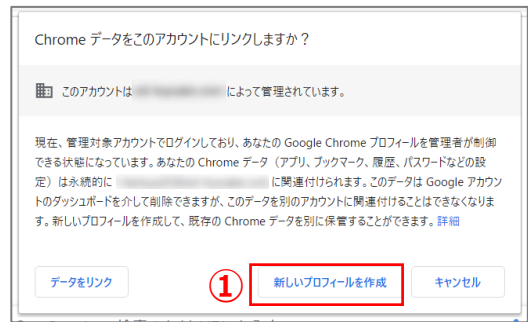 Chrome データをこのアカウントにリンクしますか？
このアカウントは によって管理されています。
現在、管理対象アカウントでログインしており、あなたの Google Chrome プロフィールを管理者が制御
できる状態になっています。あなたの Chrome データ（アプリ、ブックマーク、履歴、パスワードなどの設
定）は永続的に に関連付けられます。このデータは Google アカウン
トのダッシュボードを介して削除できますが、このデータを別のアカウントに関連付けることはできなくなりま
す。新しいプロフィールを作成して、既存の Chrome データを別に保管することができます。詳細
データをリンク ① 新しいプロフィールを作成 キャンセル